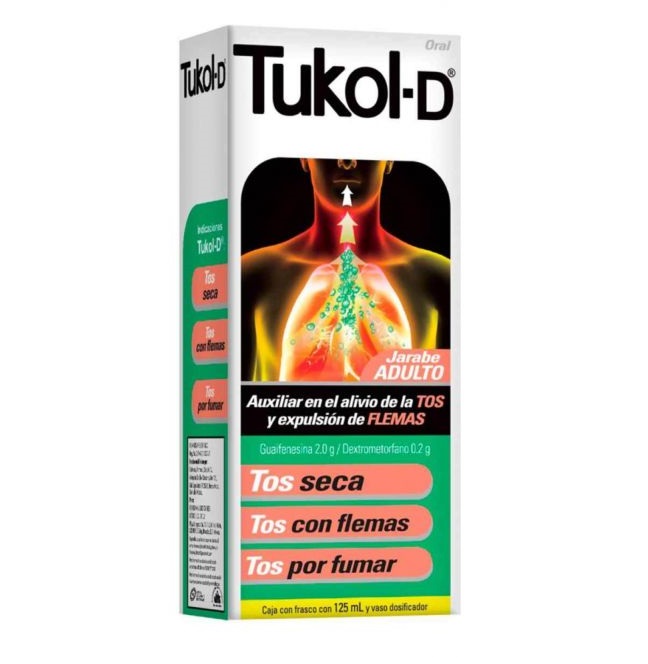 Oral
Tukol-D®
Jarabe
ADULTO
Auxiliar en el alivio de la TOS
y expulsión de FLEMAS
Guaifenesina 2.0 g / Dextrometorfano 0.2 g
Tos seca
Tos con flemas
Tos por fumar
Caja con frasco con 125 mL y vaso dosificador
Tukol-D
Indicaciones
Tukol-D®
Tos
seca
Tos
con flemas
Tos
por fumar